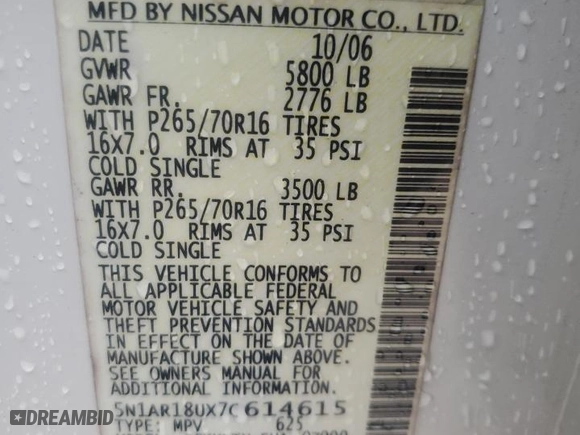 MFD BY NISSAN MOTOR CO., LTD.
DATE 10/06
GVWR 5800 LB
GAWR FR. 2776 LB
WITH P265/70R16 TIRES
16X7.0 RIMS AT 35 PSI
COLD SINGLE
GAWR RR. 3500 LB
WITH P265/70R16 TIRES
16X7.0 RIMS AT 35 PSI
COLD SINGLE
THIS VEHICLE CONFORMS TO
ALL APPLICABLE FEDERAL
MOTOR VEHICLE SAFETY AND
THEFT PREVENTION STANDARDS
IN EFFECT ON THE DATE OF
MANUFACTURE SHOWN ABOVE.
SEE OWNERS MANUAL FOR
ADDITIONAL INFORMATION.
5N1AR18UX7C614615
TYPE: MPV 625
DREAMBID